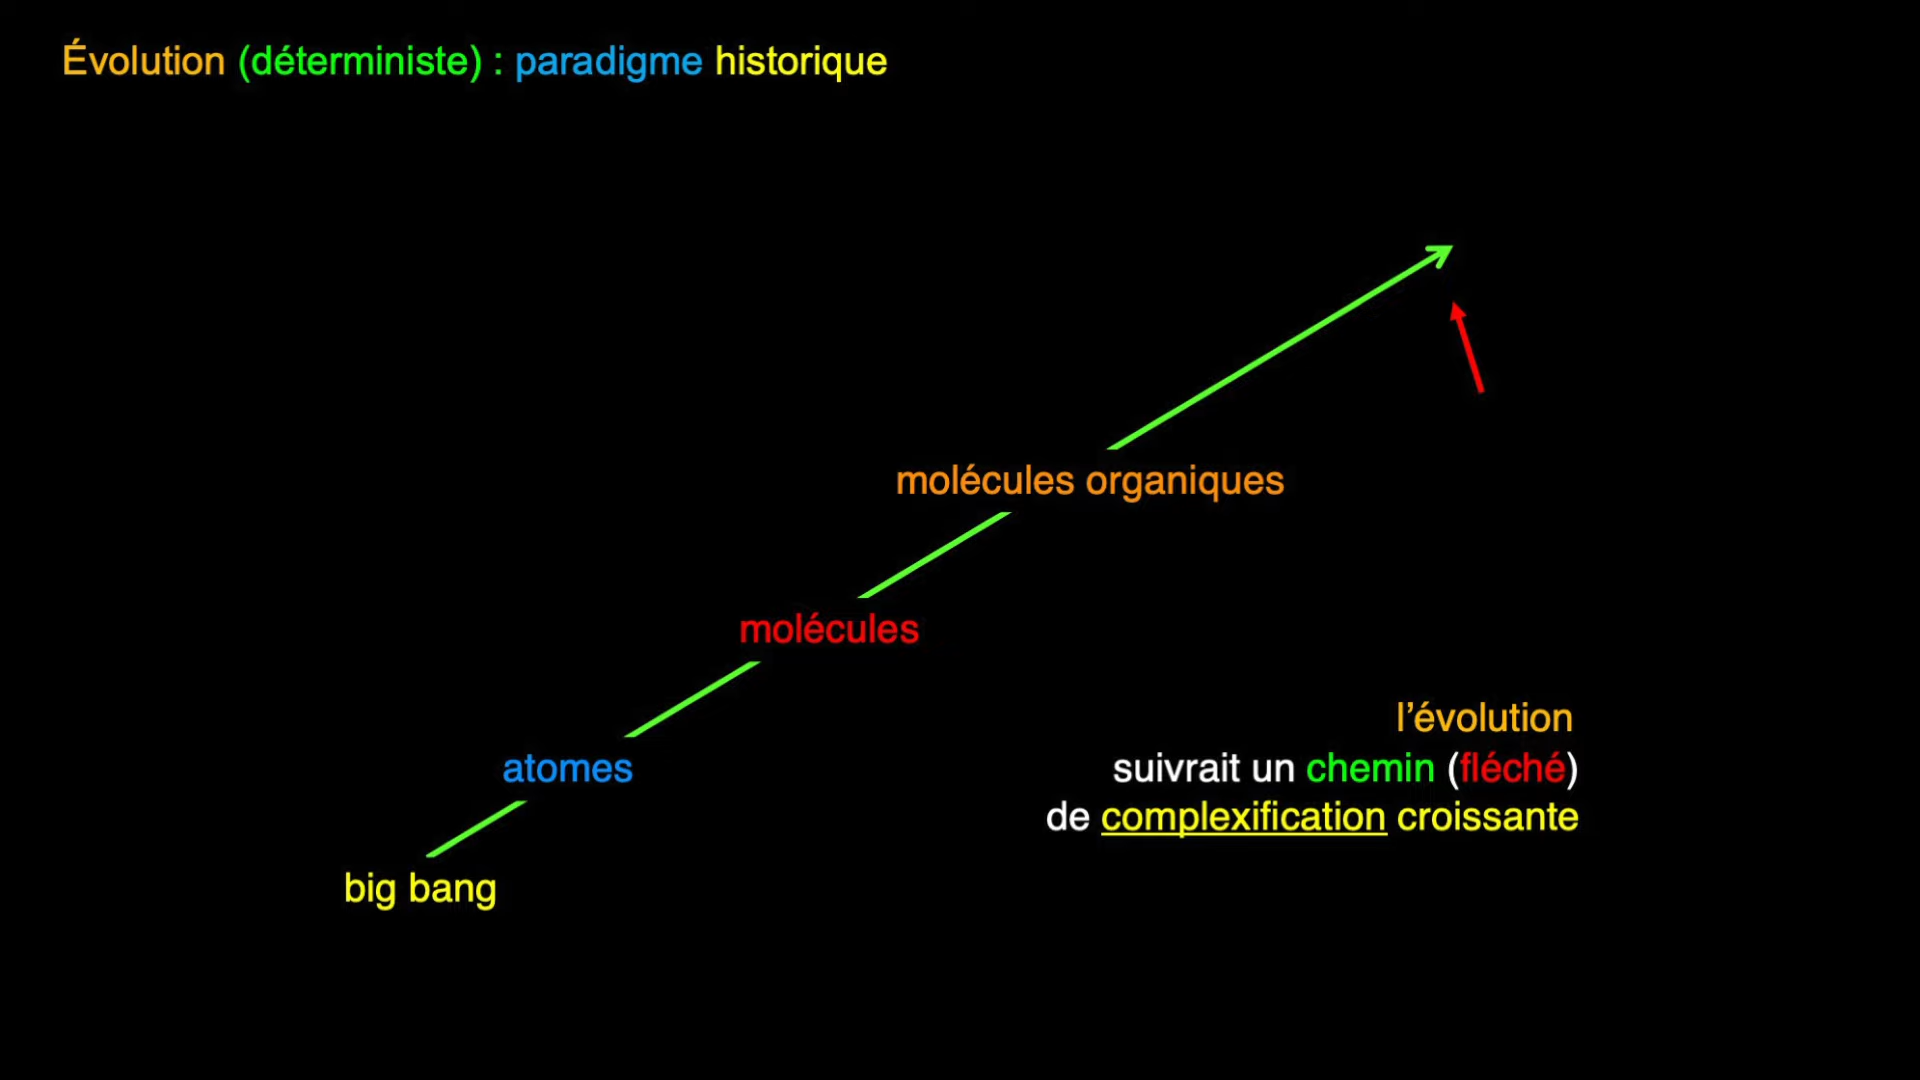 Évolution (déterministe) : paradigme historique
molécules organiques
molécules
l’évolution
atomes
suivrait un chemin (fléché)
de complexification croissante
big bang